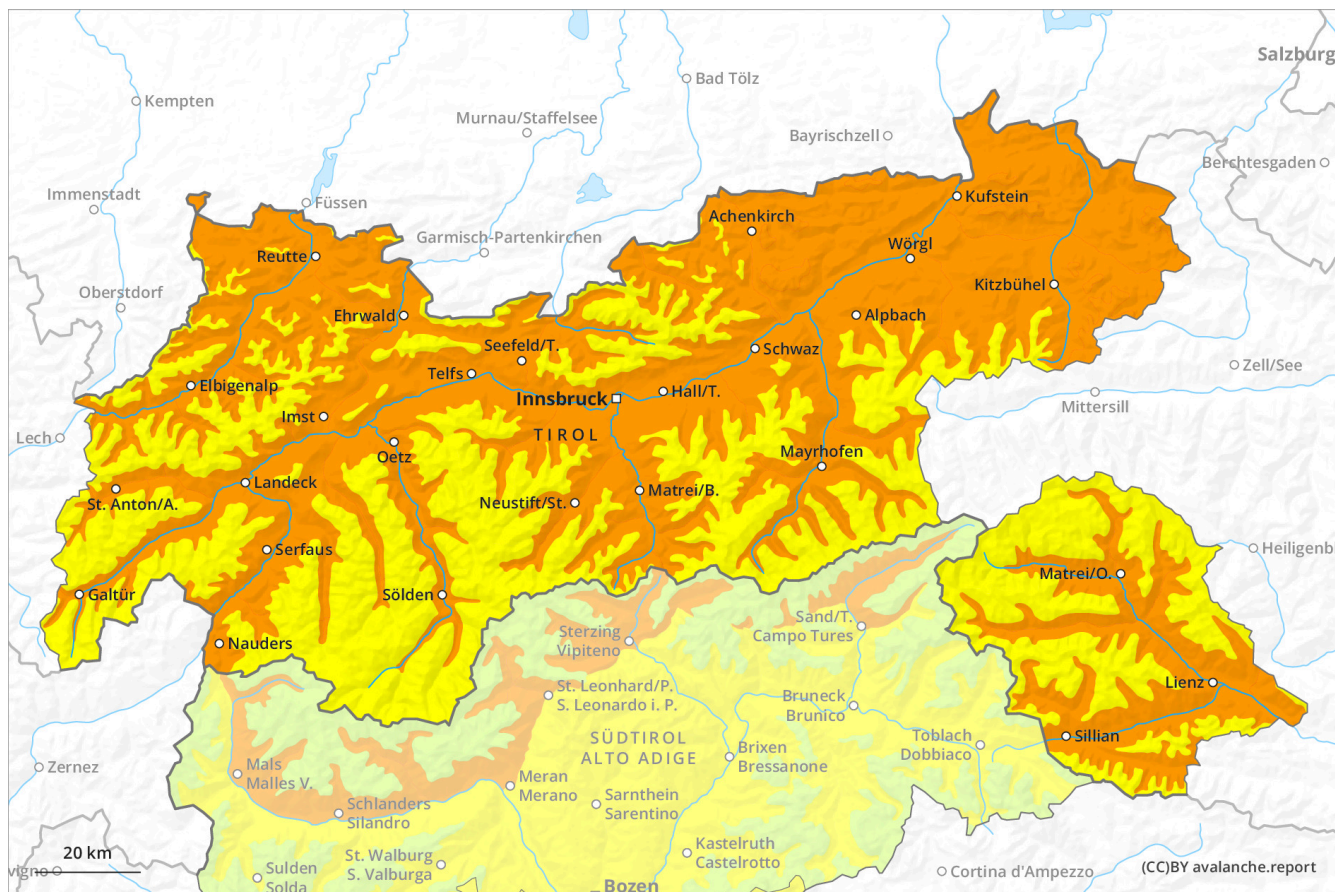 Salzburg
Bad Tölz
Kempten
Murnau/Staffelsee
Bayrischzell
Berchtesgaden
Immenstadt
Füssen
Kufstein
Achenkirch
Garmisch-Partenkirchen
Wörgl
Reutte
Kitzbühel
Oberstdorf
Ehrwald
Alpbach
Seefeld/T.
Schwaz
Zell/See
Telfs
Elbigenalp
Hall/T.
Innsbruck
Mittersill
Imst
TIROL
Lech
Oetz
Mayrhofen
Landeck
Matrei/B.
St. Anton/A.
Neustift/St.
Serfaus
Heiligenb
Matrei/O.
Galtür
Sölden
Sand/T.
Campo Tures
Sterzing
Vipiteno
Nauders
Lienz
St. Leonhard/P.
S. Leonardo i. P.
Bruneck
Brunico
SÜDTIROL
ALTO ADIGE
Toblach
Dobbiaco
Sillian
Brixen
Bressanone
Zernez
Mals
Malles V.
Meran
Merano
Sarnthein
Sarentino
Schlanders
Silandro
20 km
Kastelruth
Castelrotto
St. Walburg
S. Valburga
vigno
Sulden
Solda
Cortina d'Ampezzo
(CC)BY avalanche.report
Bozen